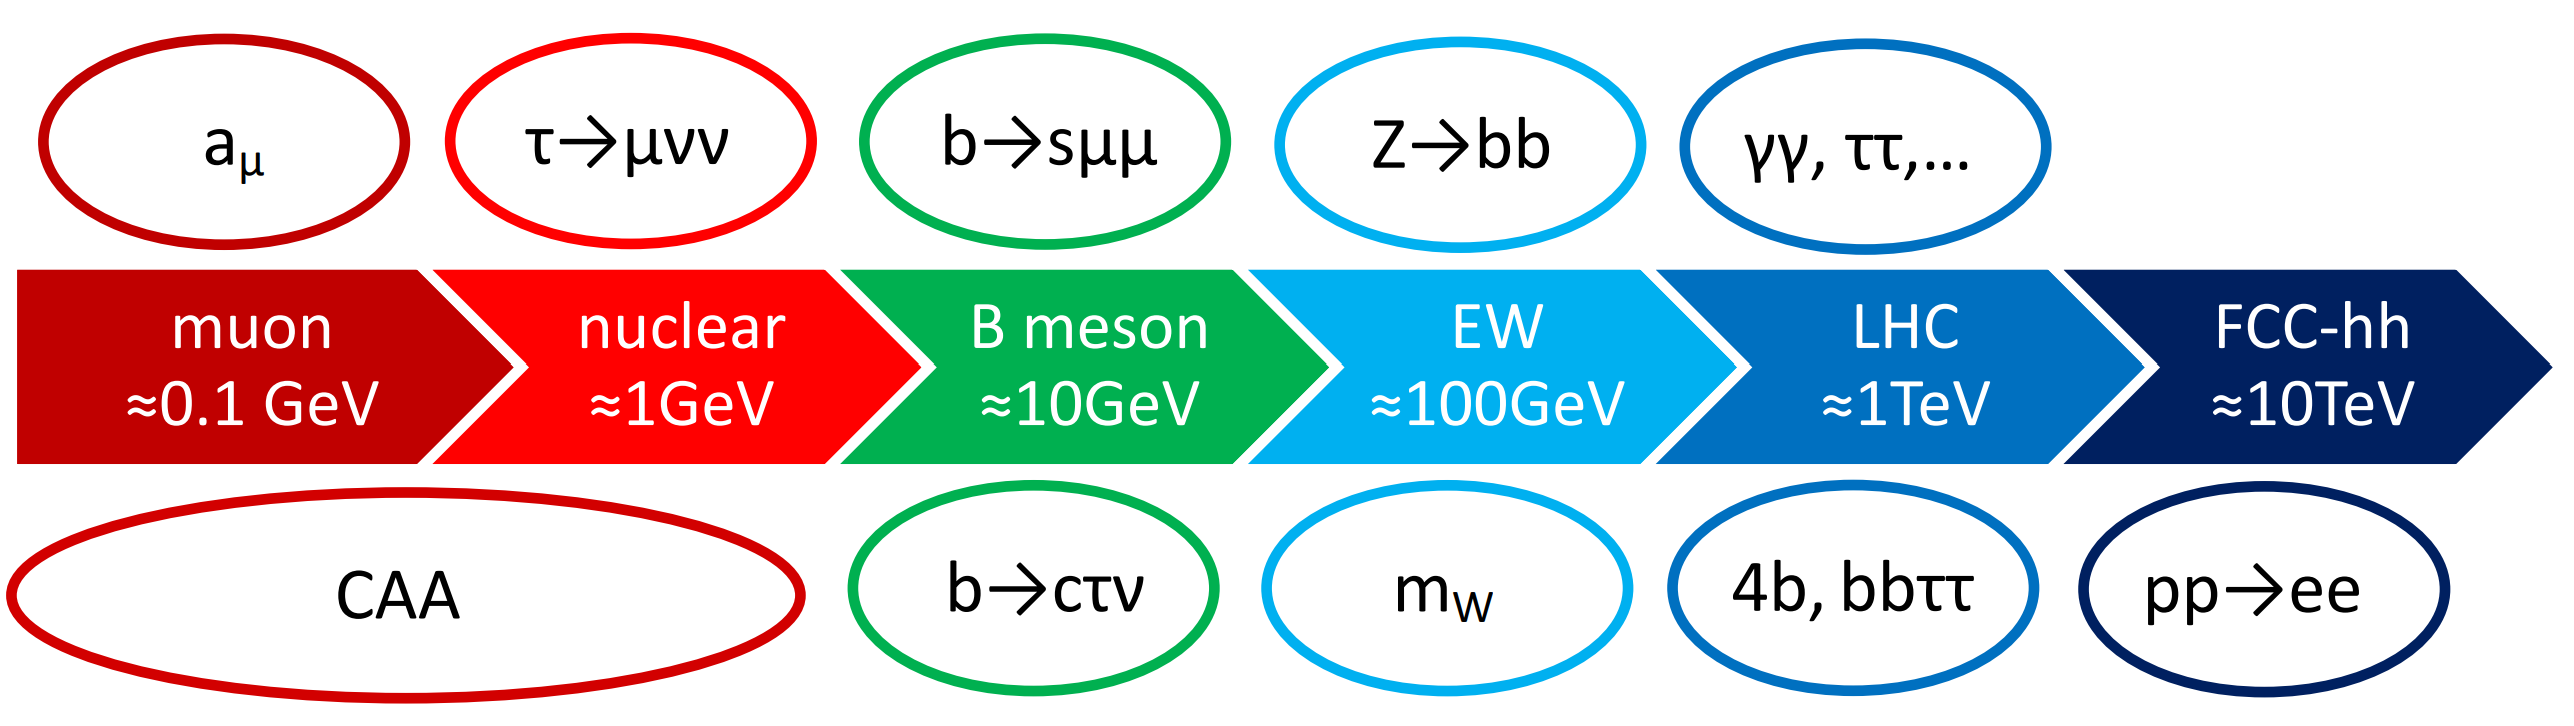 aμ
τ→μνν
b→sμμ
Z→bb
γγ, ττ,...
muon
≈0.1 GeV
nuclear
≈1GeV
B meson
≈10GeV
EW
≈100GeV
LHC
≈1TeV
FCC-hh
≈10TeV
CAA
b→cτν
mW
4b, bbττ
pp→ee